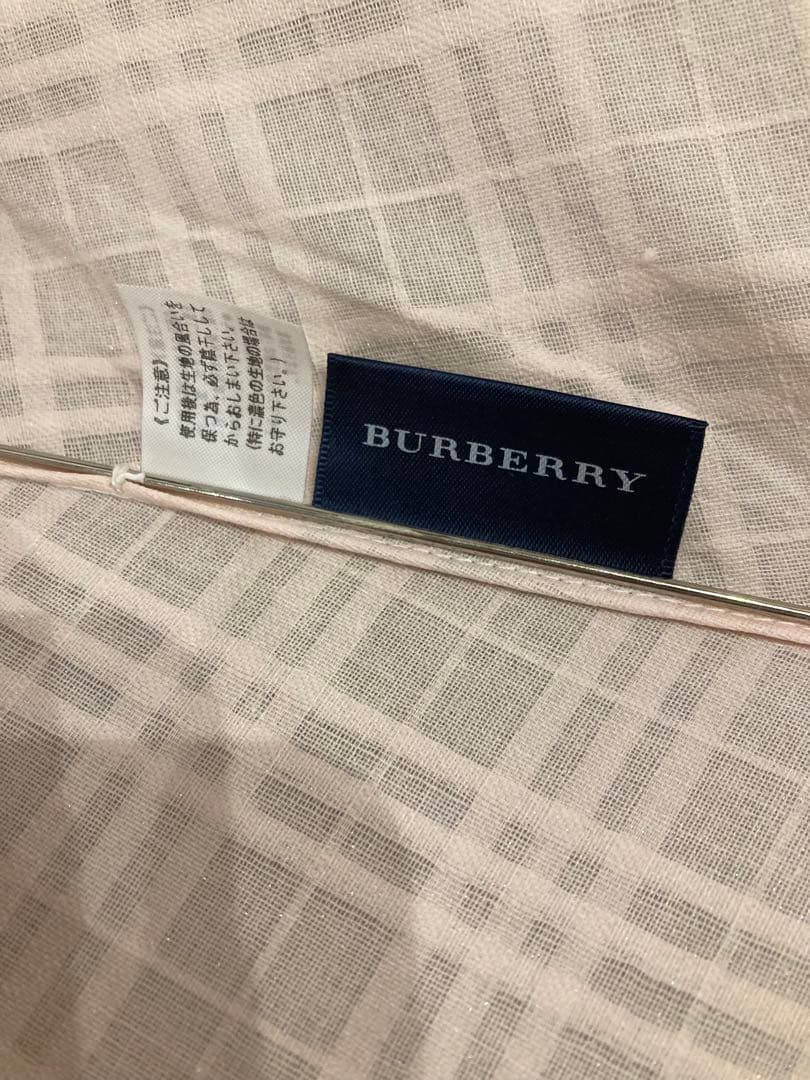 《ご注意》
使用後は生地の風合いを
保つ為、必ず陰干しして
からおしまい下さい。
(特に濃色の生地の場合は
お守り下さい。)
BURBERRY